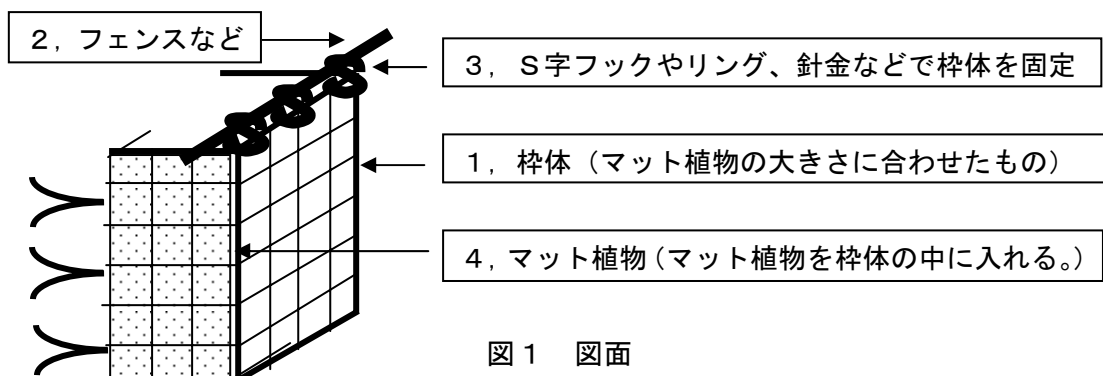 ２，フェンスなど
３，Ｓ字フックやリング、針金などで枠体を固定
１，枠体（マット植物の大きさに合わせたもの）
４，マット植物（マット植物を枠体の中に入れる。）
図１　図面